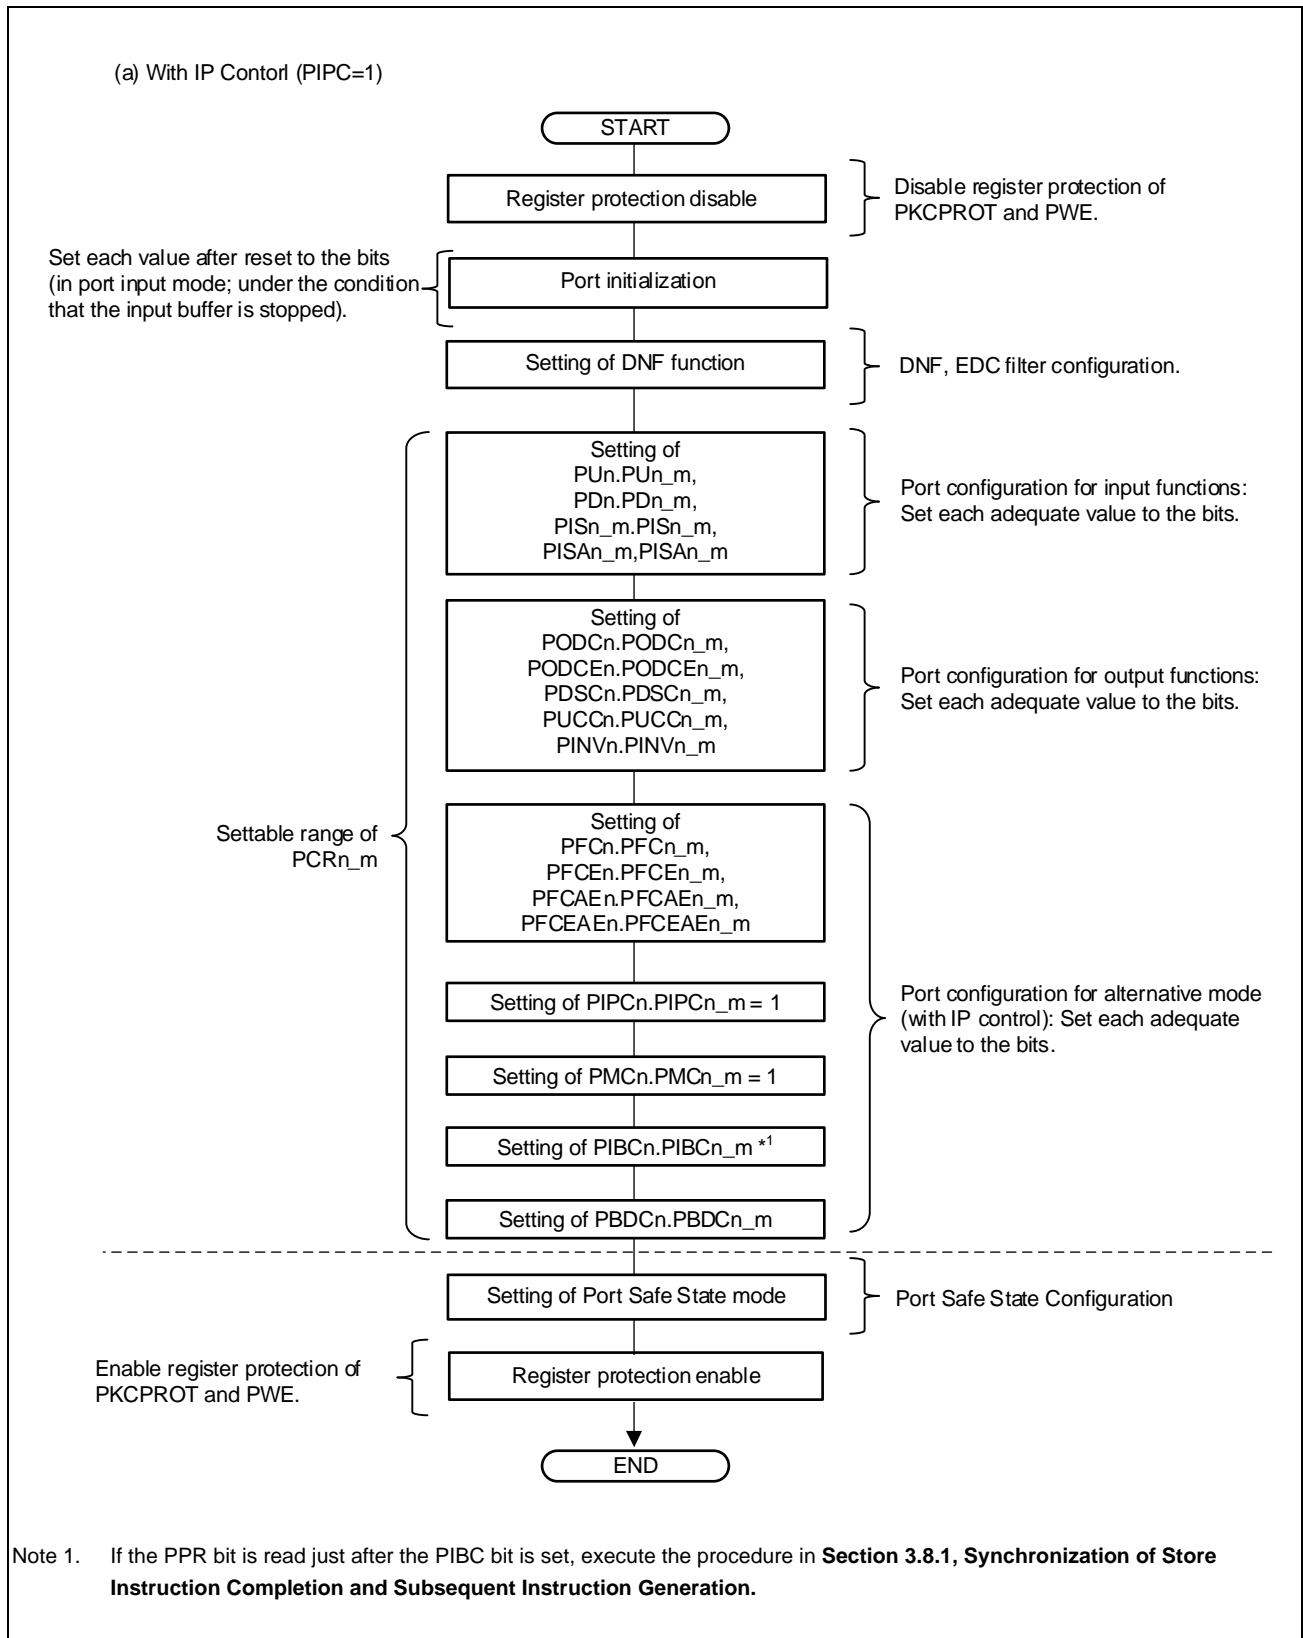 (a) With IP Contorl (PIPC=1)
START
Register protection disable
Disable register protection of
PKCPROT and PWE.
Set each value after reset to the bits
(in port input mode; under the condition
that the input buffer is stopped).
Port initialization
Setting of DNF function
DNF, EDC filter configuration.
Setting of
PUn.PUn_m,
PDn.PDn_m,
PISn_m.PISn_m,
PISAn_m,PISAn_m
Port configuration for input functions:
Set each adequate value to the bits.
Setting of
PODCn.PODCn_m,
PODCEn.PODCEn_m,
PDSCn.PDSCn_m,
PUCCn.PUCCn_m,
PINVn.PINVn_m
Port configuration for output functions:
Set each adequate value to the bits.
Settable range of
PCRn_m
Setting of
PFCn.PFCn_m,
PFCEn.PFCEn_m,
PFCAEn.PFCAEn_m,
PFCEAEn.PFCEAEn_m
Setting of PIPCn.PIPCn_m = 1
Port configuration for alternative mode
(with IP control): Set each adequate
value to the bits.
Setting of PMCn.PMCn_m = 1
Setting of PIBCn.PIBCn_m *1
Setting of PBDCn.PBDCn_m
Setting of Port Safe State mode
Port Safe State Configuration
Enable register protection of
PKCPROT and PWE.
Register protection enable
END
Note 1. If the PPR bit is read just after the PIBC bit is set, execute the procedure in Section 3.8.1, Synchronization of Store
Instruction Completion and Subsequent Instruction Generation.